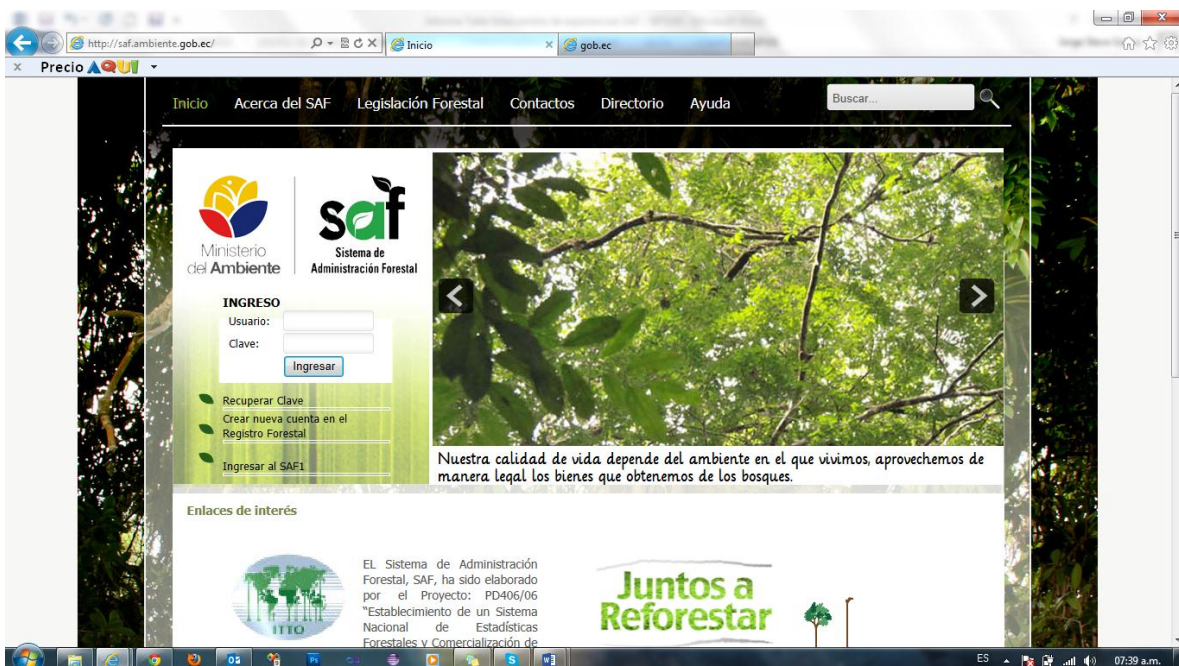 http://saf.ambiente.gob.ec/
Inicio
gob.ec
Precio AQUÍ
Inicio Acerca del SAF Legislación Forestal Contactos Directorio Ayuda
Buscar...
Ministerio
del Ambiente
saf
Sistema de
Administración Forestal
INGRESO
Usuario:
Clave:
Ingresar
Recuperar Clave
Crear nueva cuenta en el
Registro Forestal
Ingresar al SAF1
Nuestra calidad de vida depende del ambiente en el que vivimos, aprovechemos de
manera legal los bienes que obtenemos de los bosques.
Enlaces de interés
ITTO
EL Sistema de Administración
Forestal, SAF, ha sido elaborado
por el Proyecto: PD406/06
"Establecimiento de un Sistema
Nacional de Estadísticas
Forestales y Comercialización de
Juntos a
Reforestar
ES
07:39 a.m.